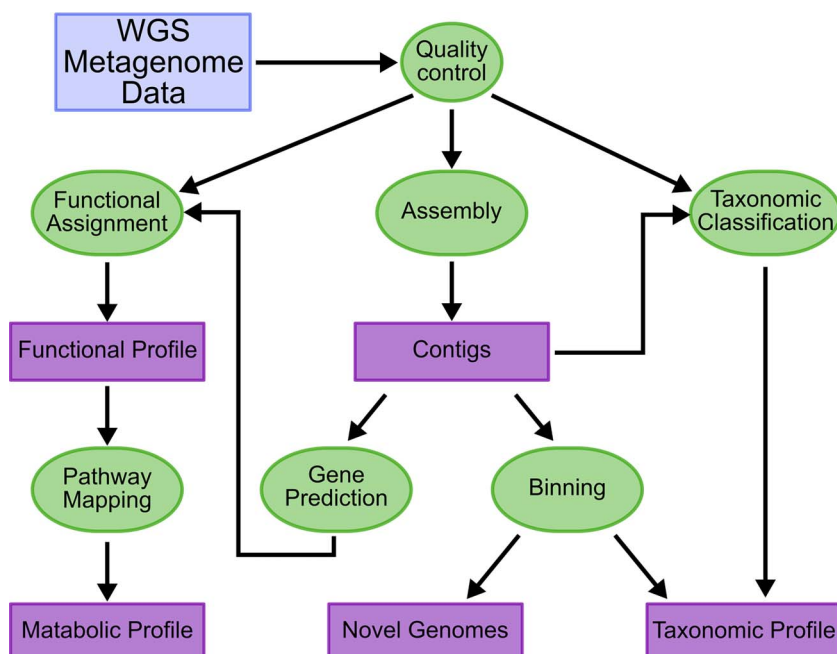 WGS
Metagenome
Data
Quality
control
Functional
Assignment
Assembly
Taxonomic
Classification
Functional Profile
Contigs
Pathway
Mapping
Gene
Prediction
Binning
Matabolic Profile
Novel Genomes
Taxonomic Profile